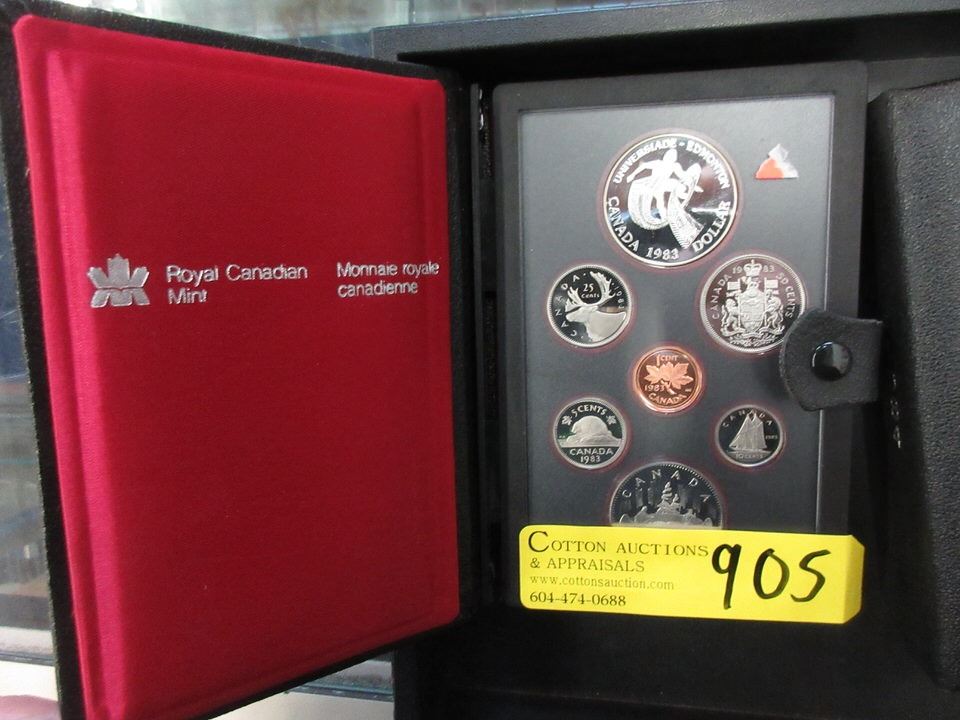 Royal Canadian
Mint
Monnaie royale
canadienne
UNIVERSIADE - EDMONTON
CANADA 1983 DOLLAR
CANADA
25
Cents
CANADA 1983 50 CENTS
1 CENT
1983
CANADA
5 CENTS
CANADA
1983
CANADA
10 CENTS
CANADA
COTTON AUCTIONS
& APPRAISALS
www.cottonsauction.com
604-474-0688
905